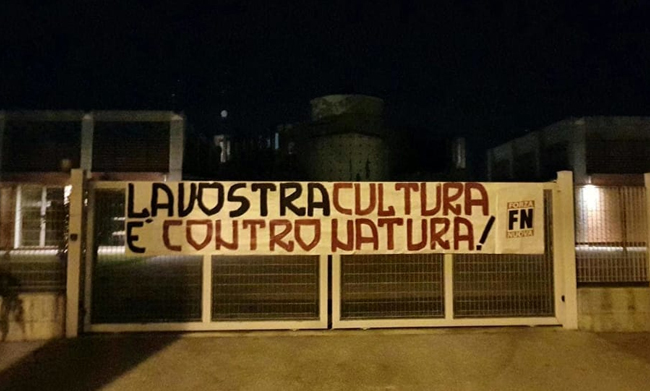 LA VOSTRA CULTURA
È CONTRO NATURA!
FORZA
FN
NUOVA